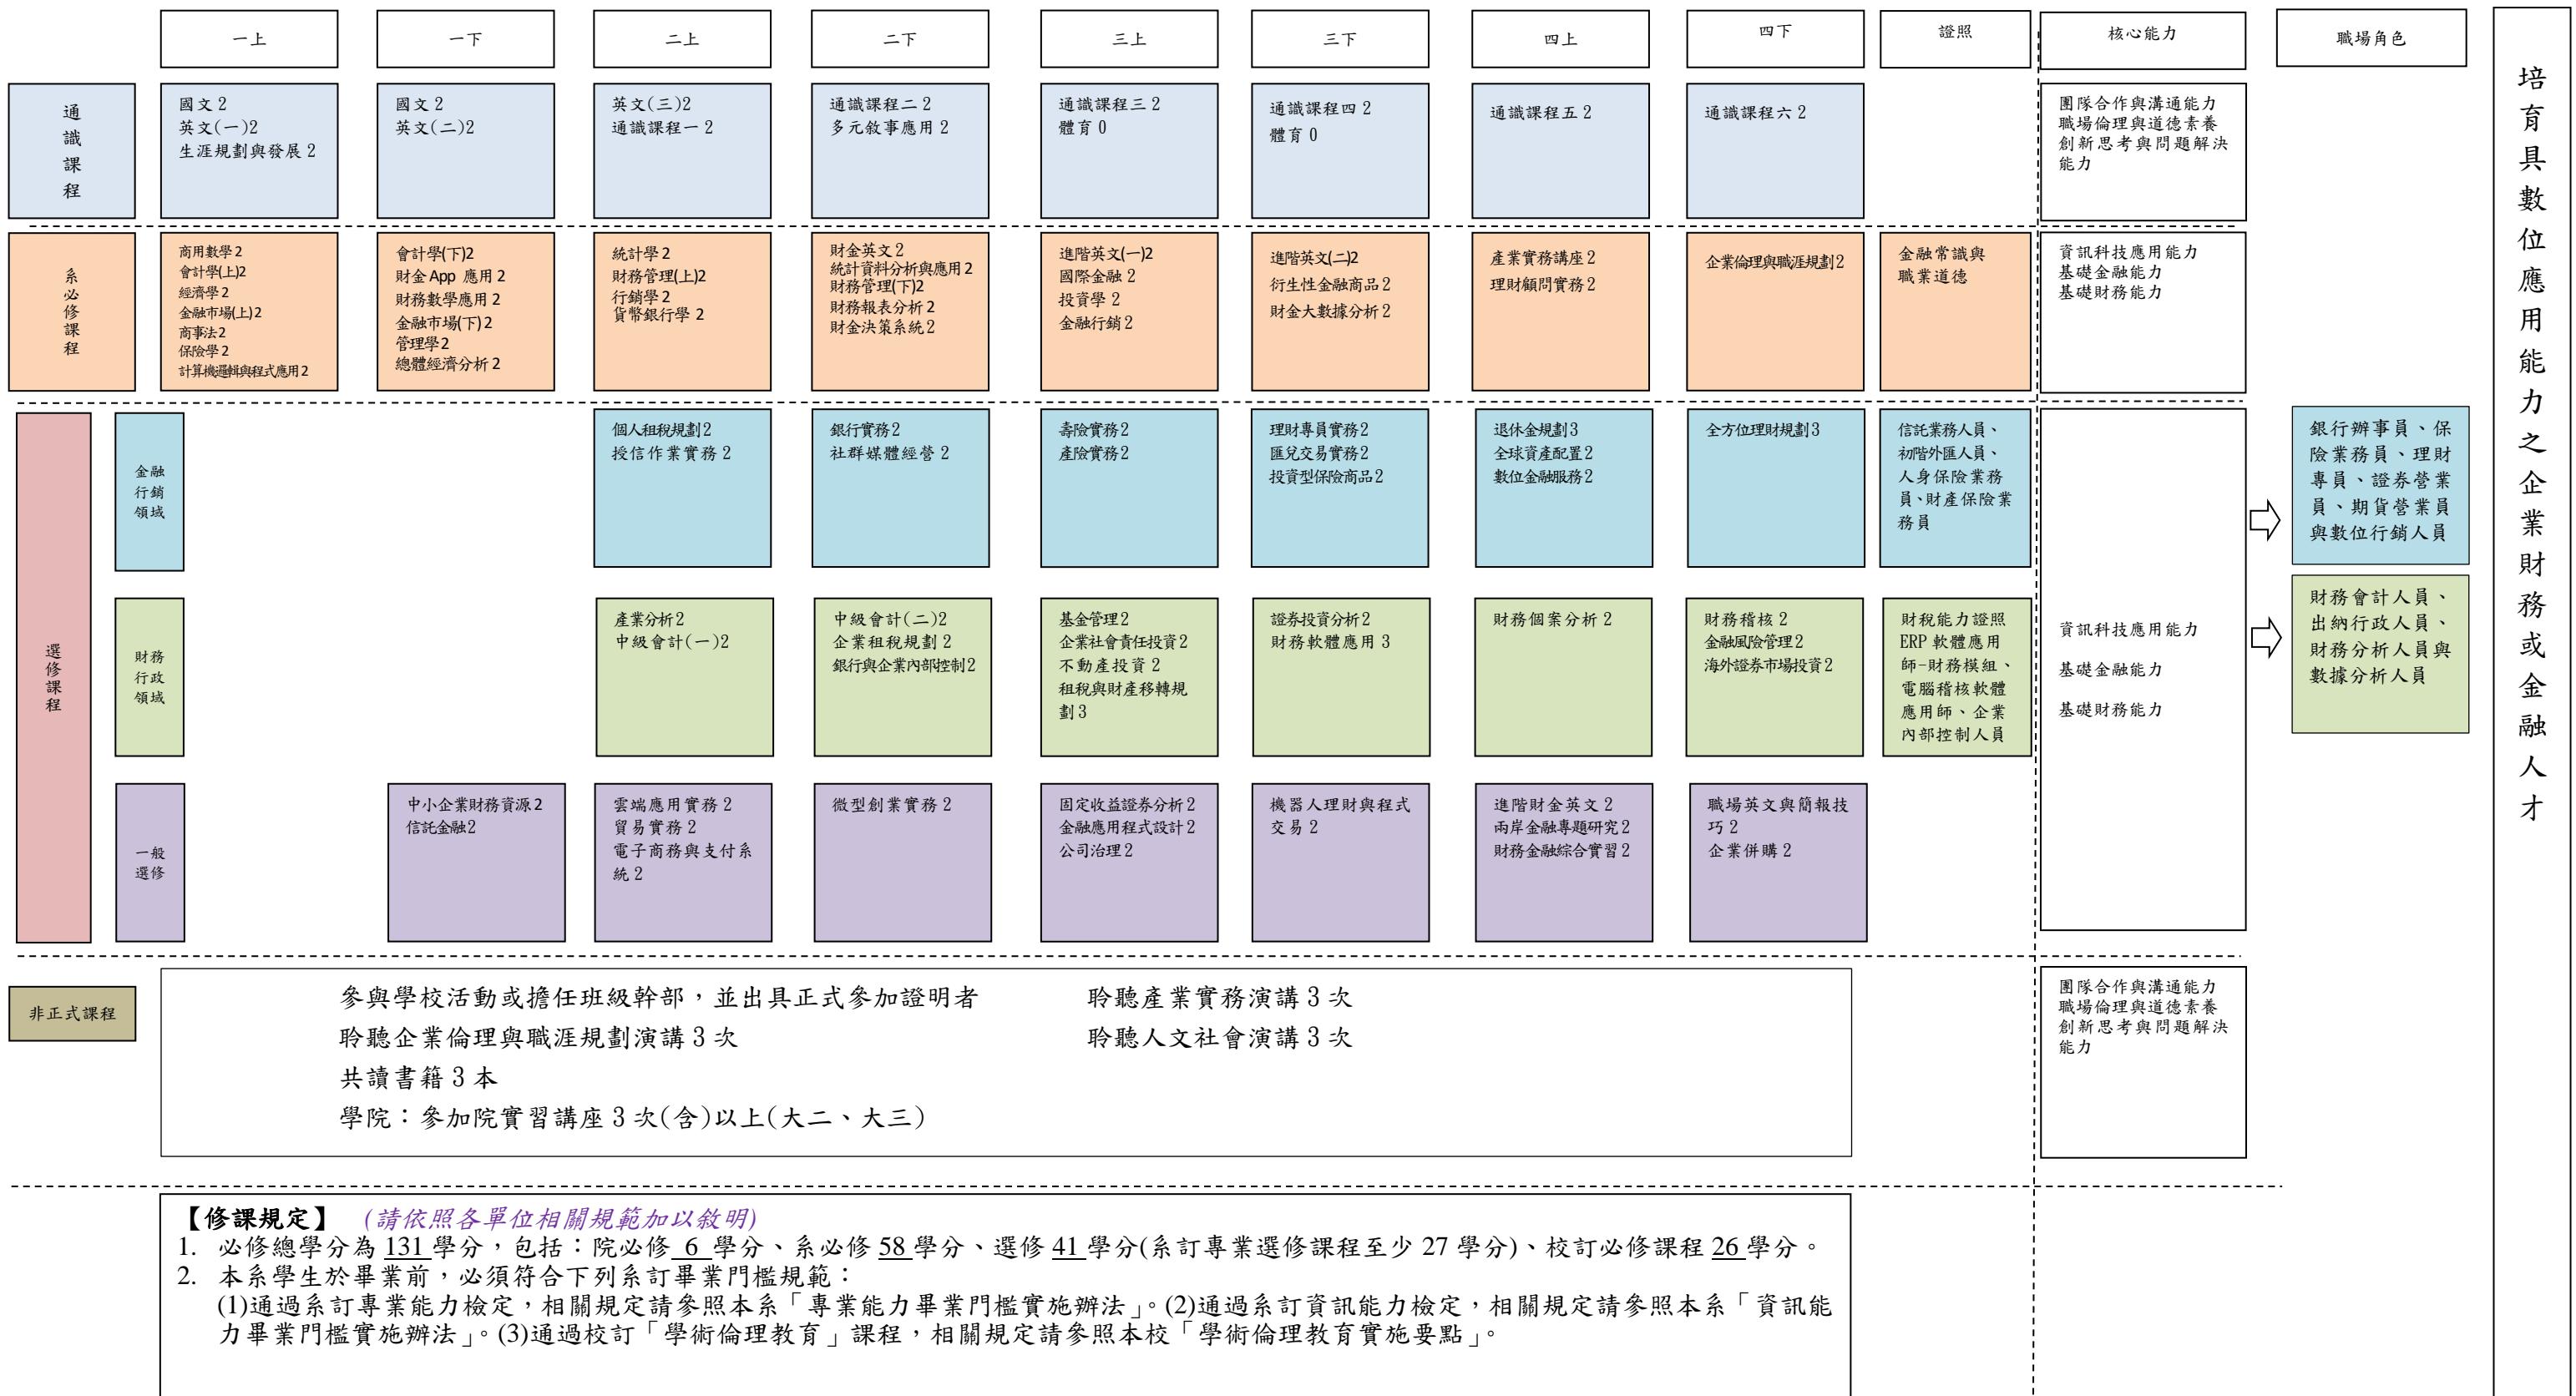 一上
一下
二上
二下
三上
三下
四上
四下
證照
核心能力
職場角色
培育具數位應用能力之企業財務或金融人才
通識課程
國文 2
英文(一)2
生涯規劃與發展 2
國文 2
英文(二)2
英文(三)2
通識課程一 2
通識課程二 2
多元敘事應用 2
通識課程三 2
體育 0
通識課程四 2
體育 0
通識課程五 2
通識課程六 2
團隊合作與溝通能力
職場倫理與道德素養
創新思考與問題解決
能力
系必修課程
商用數學 2
會計學(上)2
經濟學 2
金融市場(上)2
商事法 2
保險學 2
計算機邏輯與程式應用 2
會計學(下)2
財金 App 應用 2
財務數學應用 2
金融市場(下) 2
管理學 2
總體經濟分析 2
統計學 2
財務管理(上)2
行銷學 2
貨幣銀行學 2
財金英文 2
統計資料分析與應用 2
財務管理(下)2
財務報表分析 2
財金決策系統 2
進階英文(一)2
國際金融 2
投資學 2
金融行銷 2
進階英文(二)2
衍生性金融商品 2
財金大數據分析 2
產業實務講座 2
理財顧問實務 2
企業倫理與職涯規劃 2
金融常識與
職業道德
資訊科技應用能力
基礎金融能力
基礎財務能力
選修課程
金融
行銷
領域
個人租稅規劃 2
授信作業實務 2
銀行實務 2
社群媒體經營 2
壽險實務 2
產險實務 2
理財專員實務 2
匯兌交易實務 2
投資型保險商品 2
退休金規劃 3
全球資產配置 2
數位金融服務 2
全方位理財規劃 3
信託業務人員、
初階外匯人員、
人身保險業務
員、財產保險業
務員
銀行辦事員、保
險業務員、理財
專員、證券營業
員、期貨營業員
與數位行銷人員
財務
行政
領域
產業分析 2
中級會計(一)2
中級會計(二)2
企業租稅規劃 2
銀行與企業內部控制 2
基金管理 2
企業社會責任投資 2
不動產投資 2
租稅與財產移轉規
劃 3
證券投資分析 2
財務軟體應用 3
財務個案分析 2
財務稽核 2
金融風險管理 2
海外證券市場投資 2
財稅能力證照
ERP 軟體應用
師-財務模組、
電腦稽核軟體
應用師、企業
內部控制人員
資訊科技應用能力
基礎金融能力
基礎財務能力
財務會計人員、
出納行政人員、
財務分析人員與
數據分析人員
一般
選修
中小企業財務資源 2
信託金融 2
雲端應用實務 2
貿易實務 2
電子商務與支付系
統 2
微型創業實務 2
固定收益證券分析 2
金融應用程式設計 2
公司治理 2
機器人理財與程式
交易 2
進階財金英文 2
兩岸金融專題研究 2
財務金融綜合實習 2
職場英文與簡報技
巧 2
企業併購 2
非正式課程
參與學校活動或擔任班級幹部，並出具正式參加證明者 聆聽產業實務演講 3 次
聆聽企業倫理與職涯規劃演講 3 次 聆聽人文社會演講 3 次
共讀書籍 3 本
學院：參加院實習講座 3 次(含)以上(大二、大三)
團隊合作與溝通能力
職場倫理與道德素養
創新思考與問題解決
能力
【修課規定】 (請依照各單位相關規範加以敘明)
1. 必修總學分為 131 學分，包括：院必修 6 學分、系必修 58 學分、選修 41 學分(系訂專業選修課程至少 27 學分)、校訂必修課程 26 學分。
2. 本系學生於畢業前，必須符合下列系訂畢業門檻規範：
(1)通過系訂專業能力檢定，相關規定請參照本系「專業能力畢業門檻實施辦法」。(2)通過系訂資訊能力檢定，相關規定請參照本系「資訊能
力畢業門檻實施辦法」。(3)通過校訂「學術倫理教育」課程，相關規定請參照本校「學術倫理教育實施要點」。